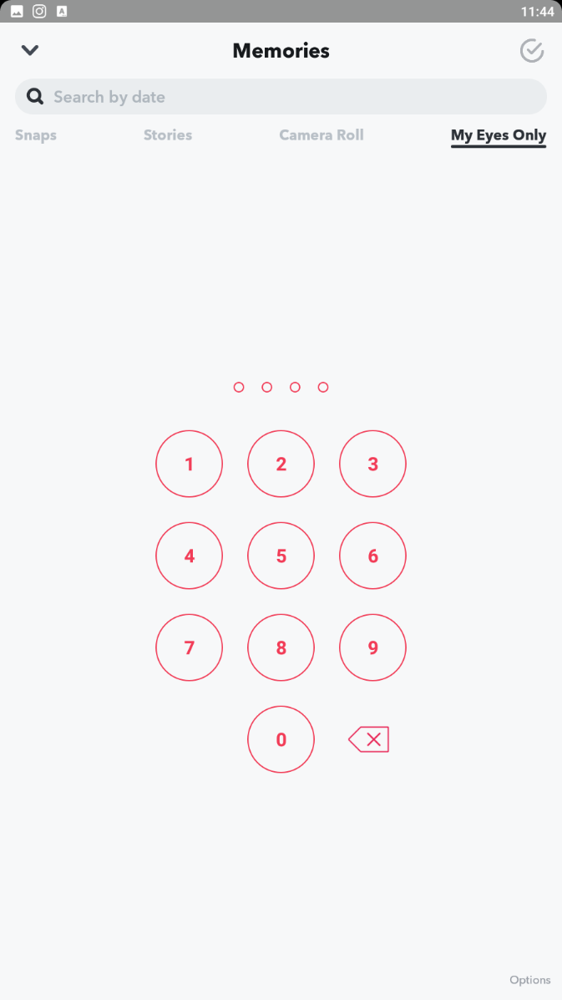 11:44
Memories
Search by date
Snaps Stories Camera Roll My Eyes Only
1 2 3
4 5 6
7 8 9
0
Options